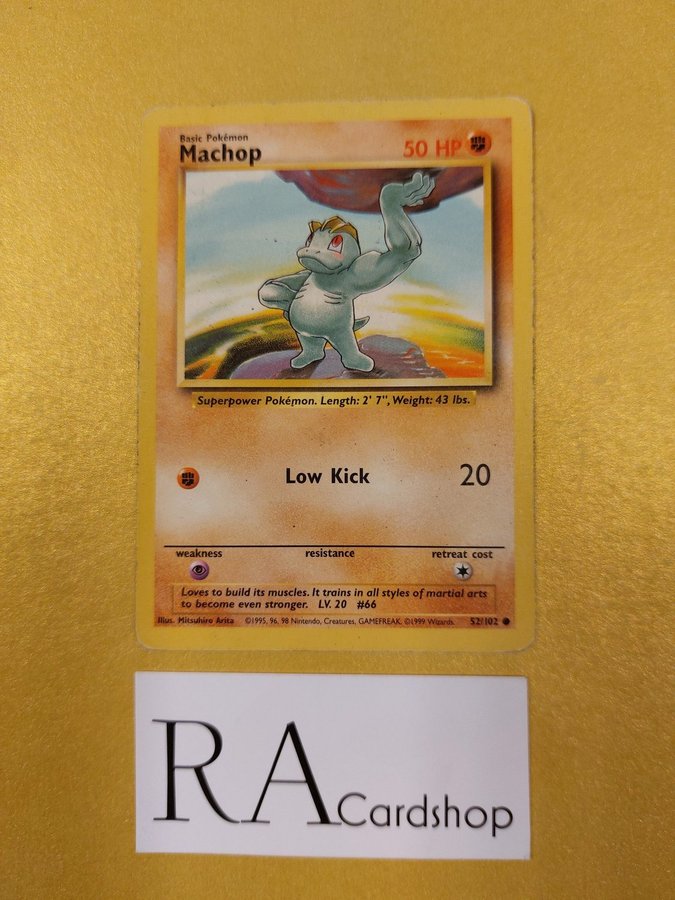 Basic Pokémon
Machop
50 HP
Superpower Pokémon. Length: 2' 7", Weight: 43 lbs.
Low Kick 20
weakness resistance retreat cost
Loves to build its muscles. It trains in all styles of martial arts
to become even stronger. LV. 20 #66
Illus. Mitsuhiro Arita ©1995, 96, 98 Nintendo, Creatures, GAMEFREAK. ©1999 Wizards. 52/102
RA Cardshop